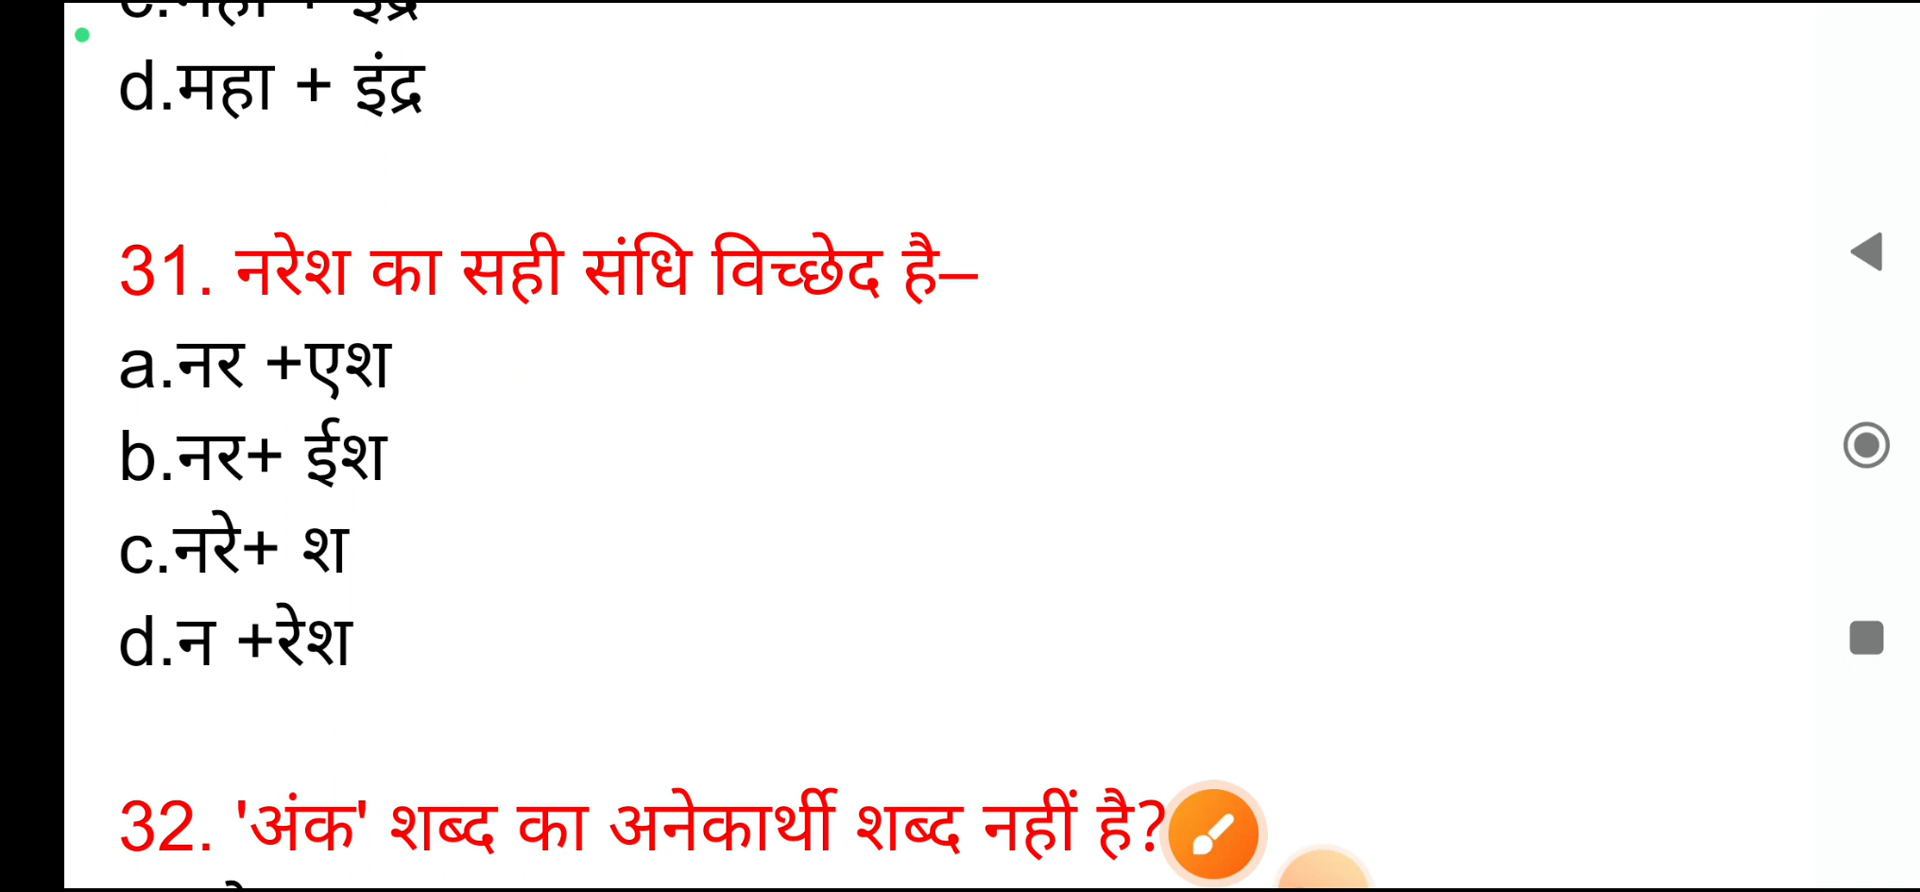 d.महा + इंद्र
31. नरेश का सही संधि विच्छेद है–
a.नर +एश
b.नर+ ईश
c.नरे+ श
d.न +रेश
32. 'अंक' शब्द का अनेकार्थी शब्द नहीं है?